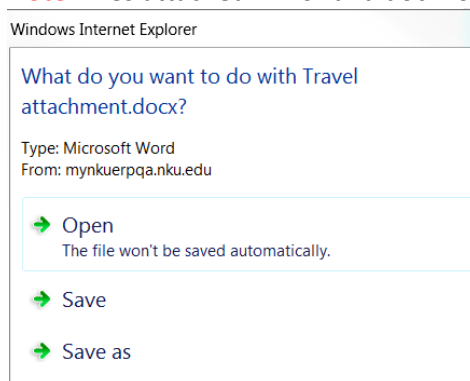 Windows Internet Explorer
What do you want to do with Travel
attachment.docx?
Type: Microsoft Word
From: mynkuerpqa.nku.edu
Open
The file won't be saved automatically.
Save
Save as